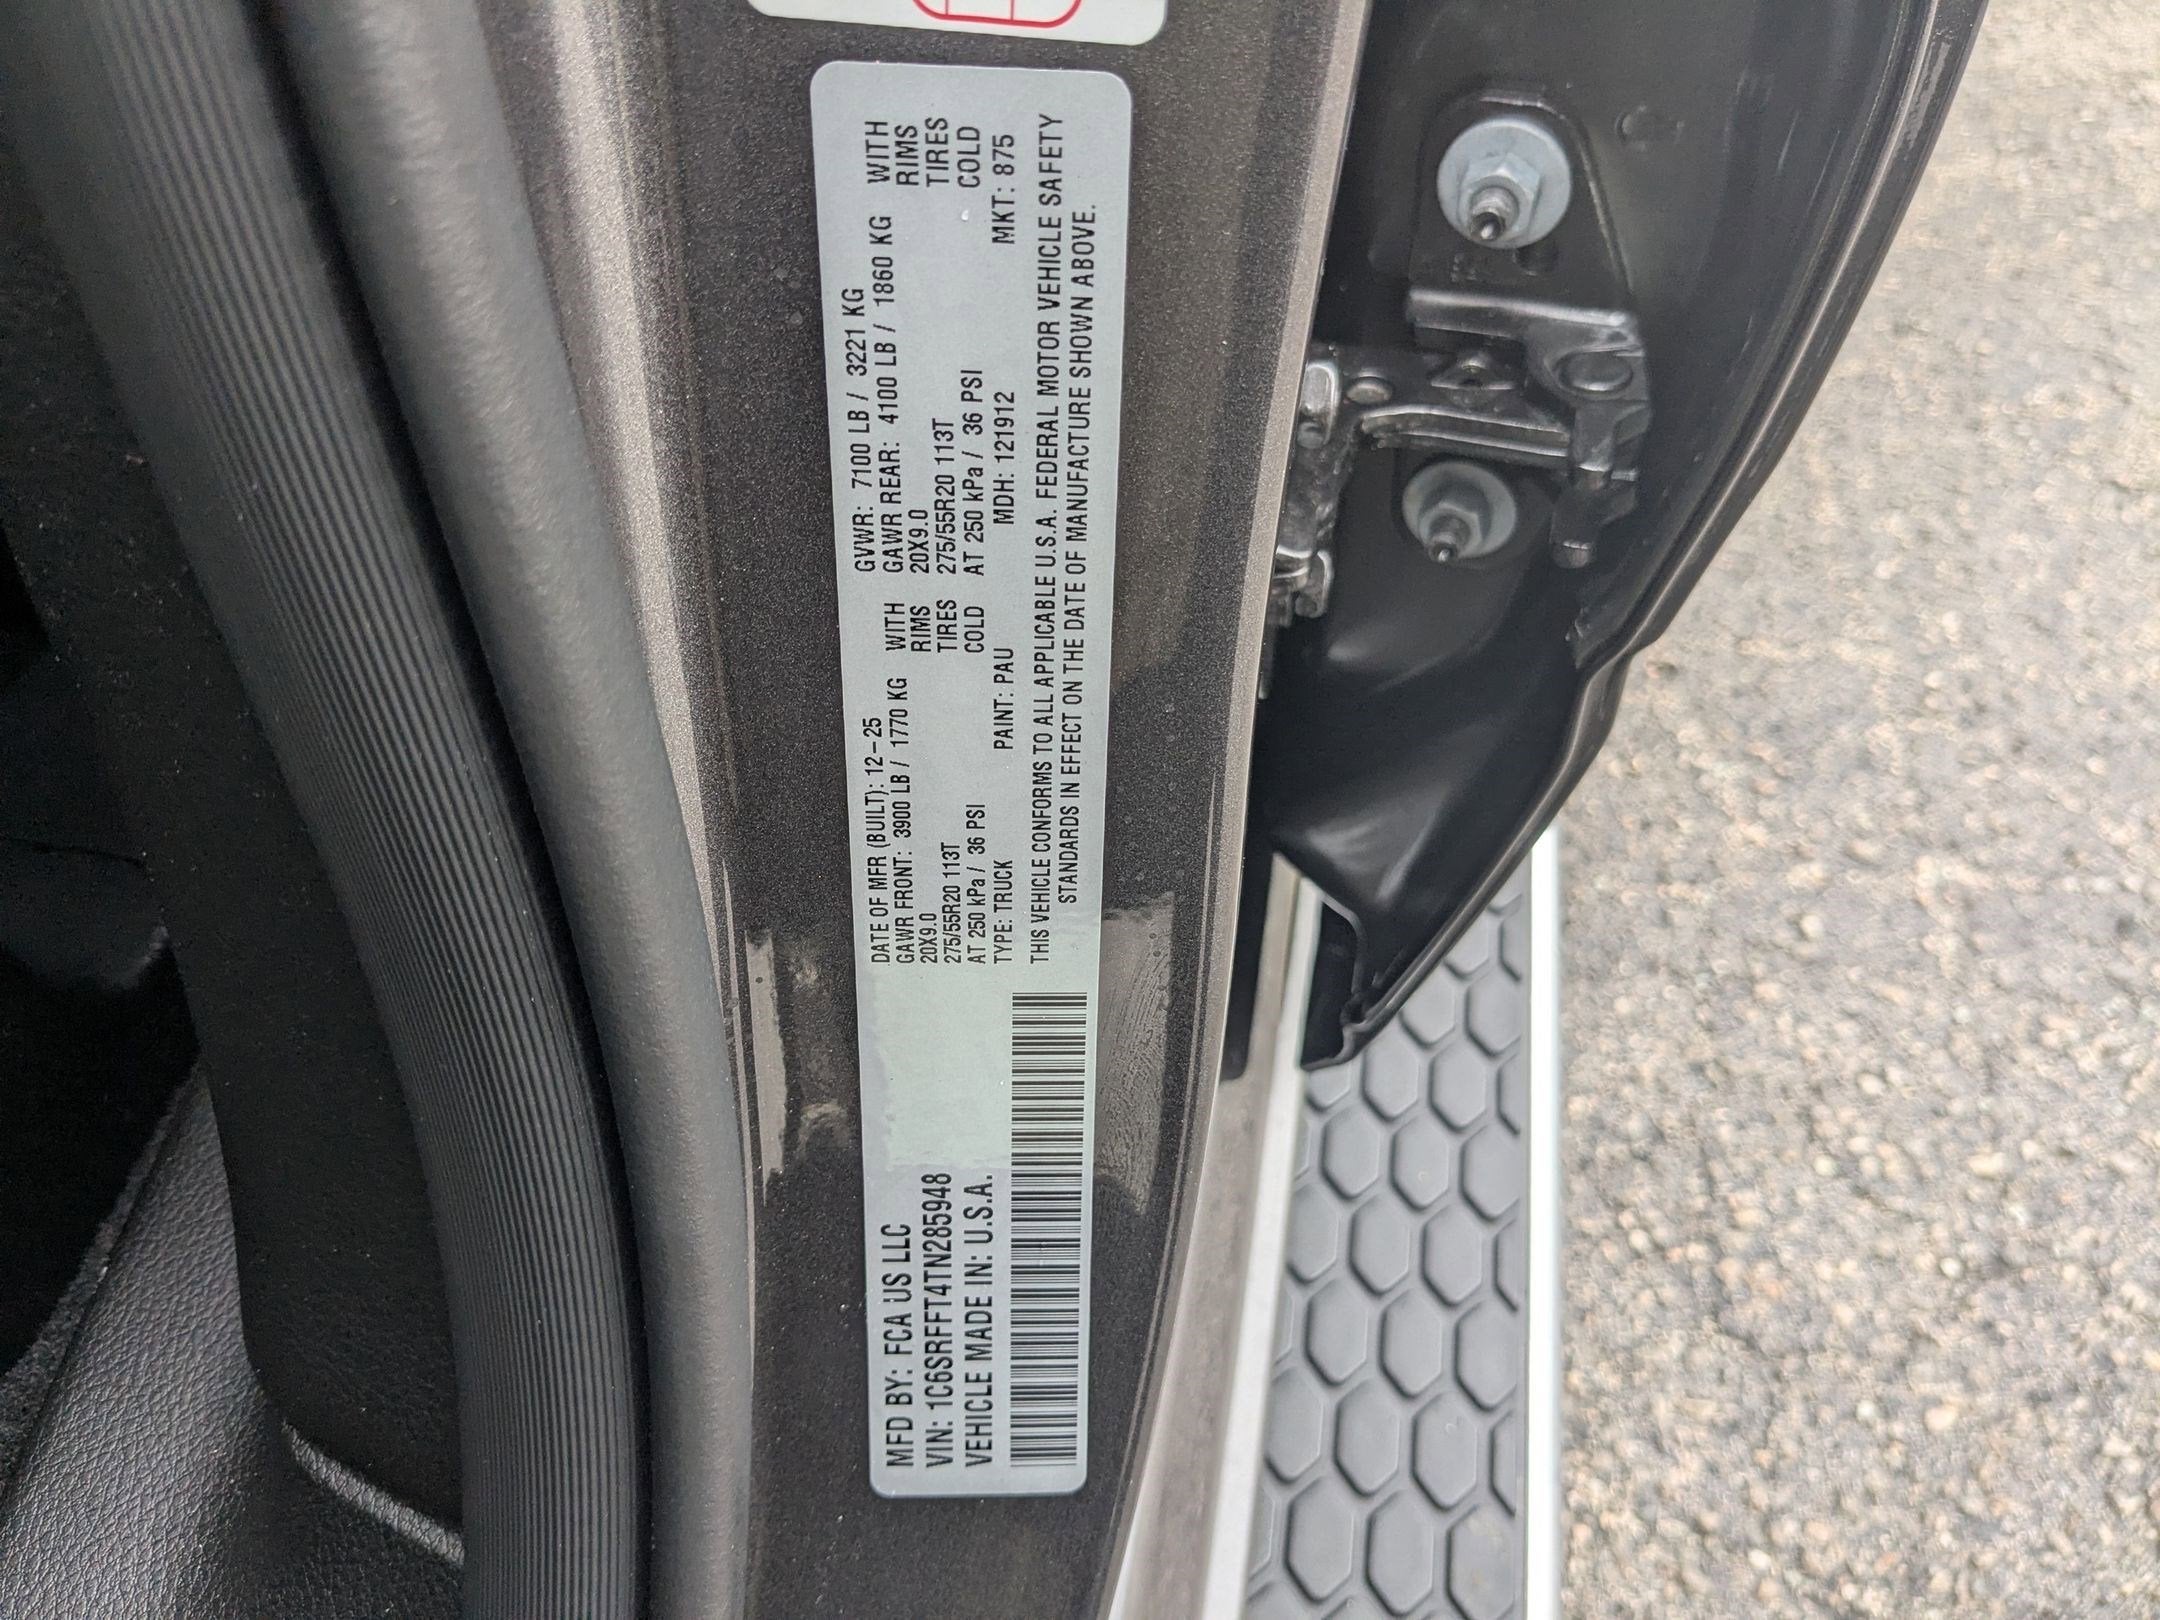 MFD BY: FCA US LLC
VIN: 1C6SRFFT4TN285948
VEHICLE MADE IN: U.S.A.
DATE OF MFR (BUILT): 12-25 GVWR: 7100 LB / 3221 KG
GAWR FRONT: 3900 LB / 1770 KG WITH GAWR REAR: 4100 LB / 1860 KG WITH
20X9.0 RIMS 20X9.0 RIMS
275/55R20 113T TIRES 275/55R20 113T TIRES
AT 250 kPa / 36 PSI COLD AT 250 kPa / 36 PSI COLD
TYPE: TRUCK PAINT: PAU MDH: 121912 MKT: 875
THIS VEHICLE CONFORMS TO ALL APPLICABLE U.S.A. FEDERAL MOTOR VEHICLE SAFETY
STANDARDS IN EFFECT ON THE DATE OF MANUFACTURE SHOWN ABOVE.